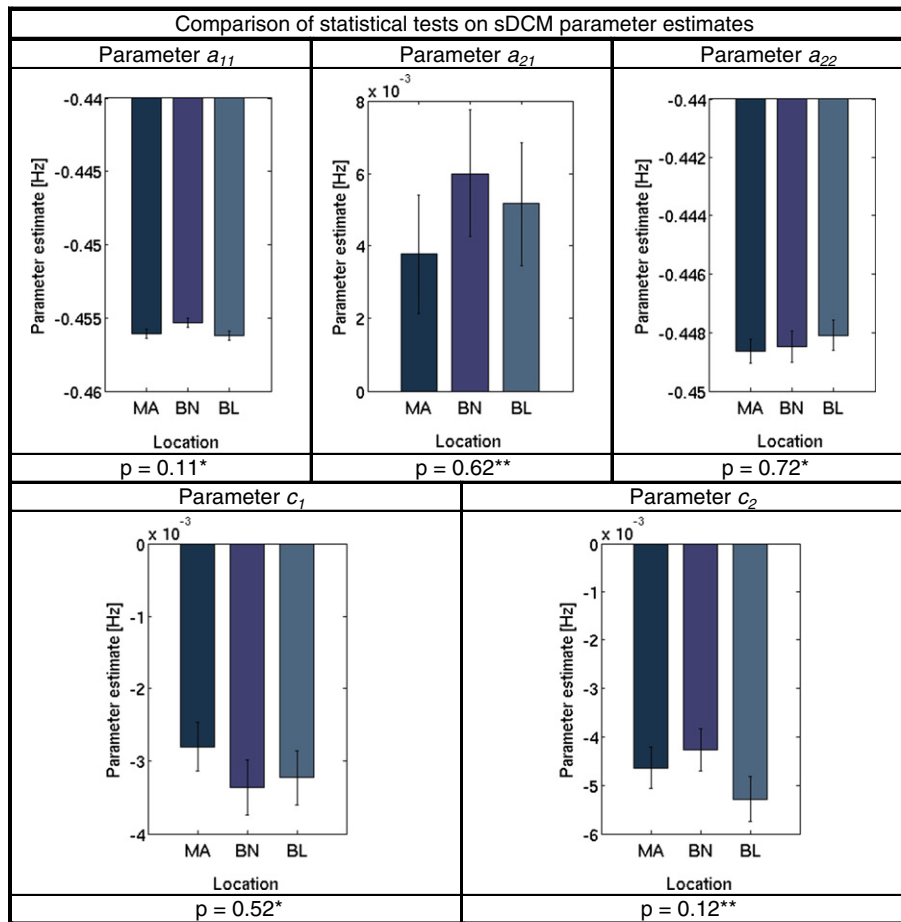 Comparison of statistical tests on sDCM parameter estimates
Parameter a11
Parameter a21
Parameter a22
-0.44
-0.445
-0.45
-0.455
-0.46
Parameter estimate [Hz]
MA BN BL
Location
x 10^-3
8
6
4
2
0
Parameter estimate [Hz]
MA BN BL
Location
-0.44
-0.442
-0.444
-0.446
-0.448
-0.45
Parameter estimate [Hz]
MA BN BL
Location
p = 0.11*
p = 0.62**
p = 0.72*
Parameter c1
Parameter c2
x 10^-3
0
-1
-2
-3
-4
Parameter estimate [Hz]
MA BN BL
Location
x 10^-3
0
-1
-2
-3
-4
-5
-6
Parameter estimate [Hz]
MA BN BL
Location
p = 0.52*
p = 0.12**